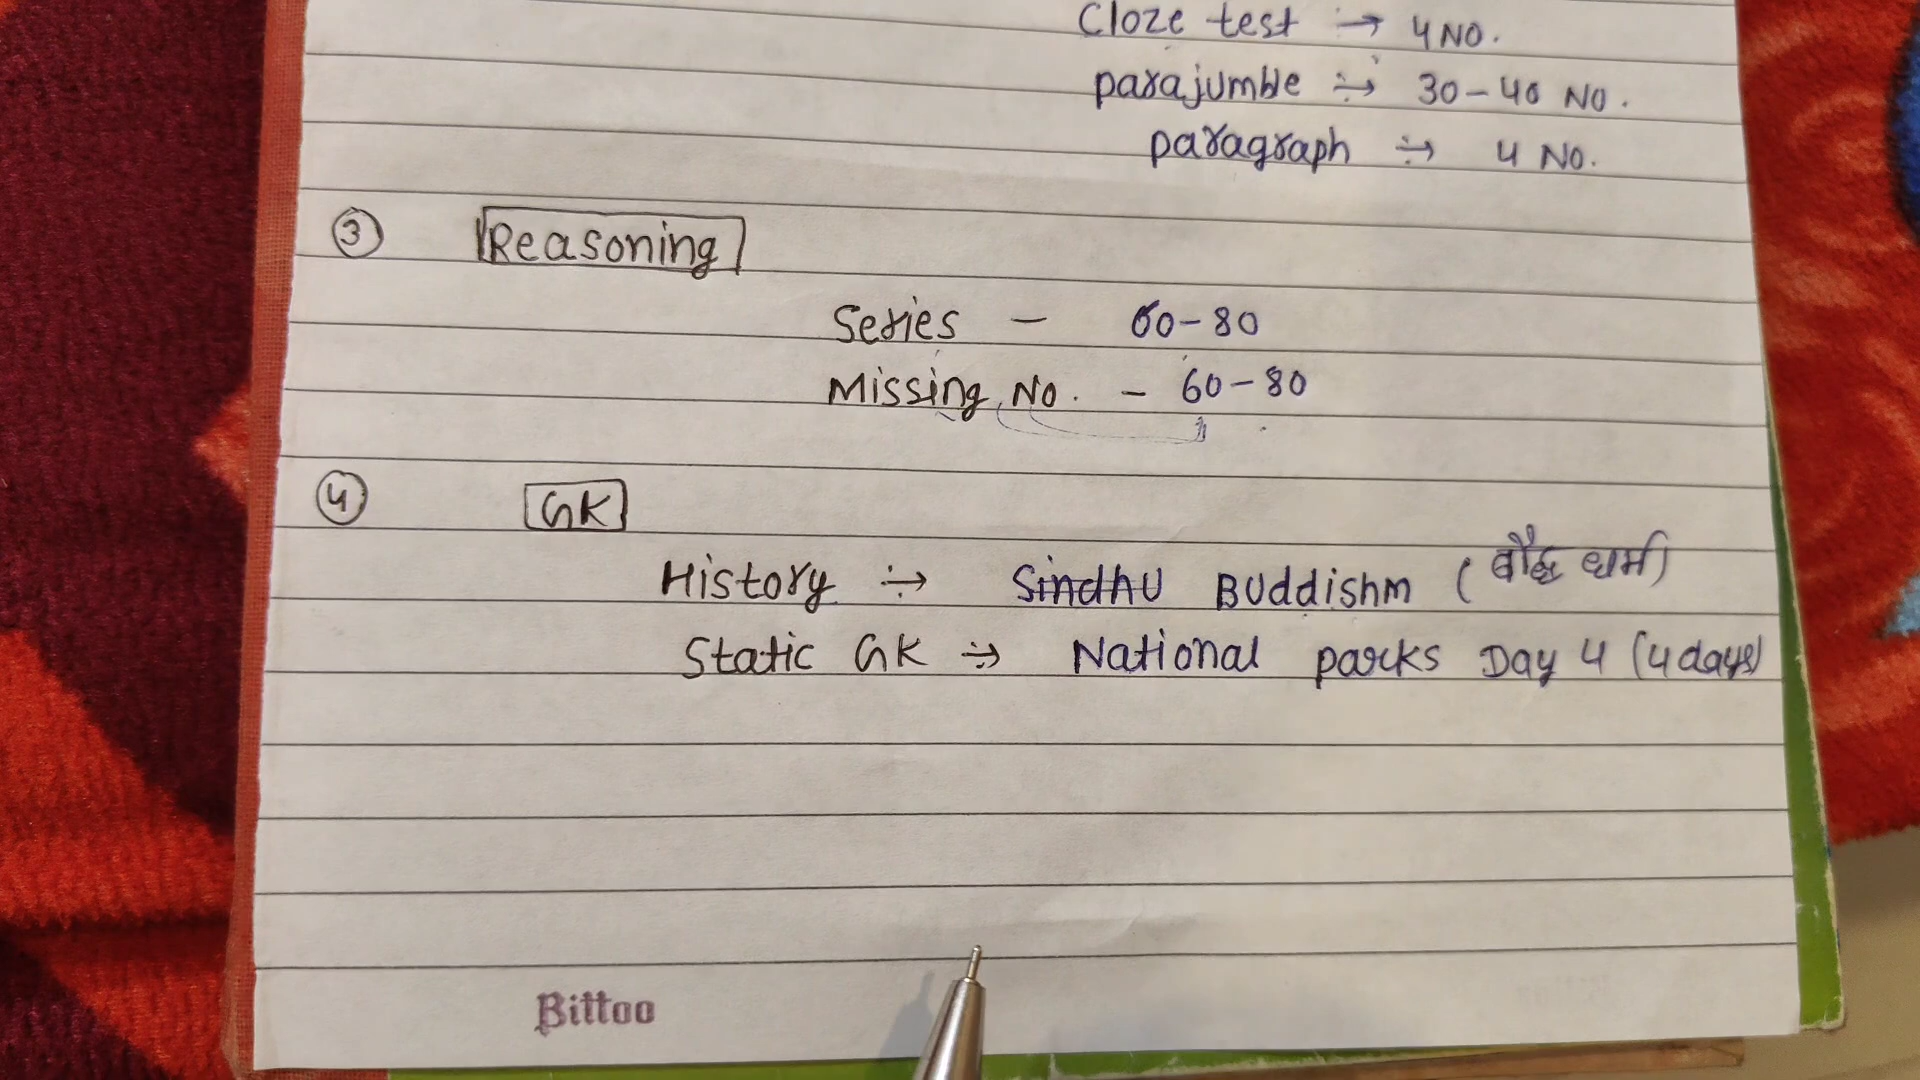 Cloze test → 4 NO.
parajumble ÷→ 30-40 NO.
paragraph ÷→ 4 NO.
③ Reasoning
Series - 60-80
Missing No. - 60-80
④ GK
History ÷→ Sindhu Buddishm (बौद्ध धर्म)
Static GK ÷→ National parks Day 4 (4 days)
Bittoo